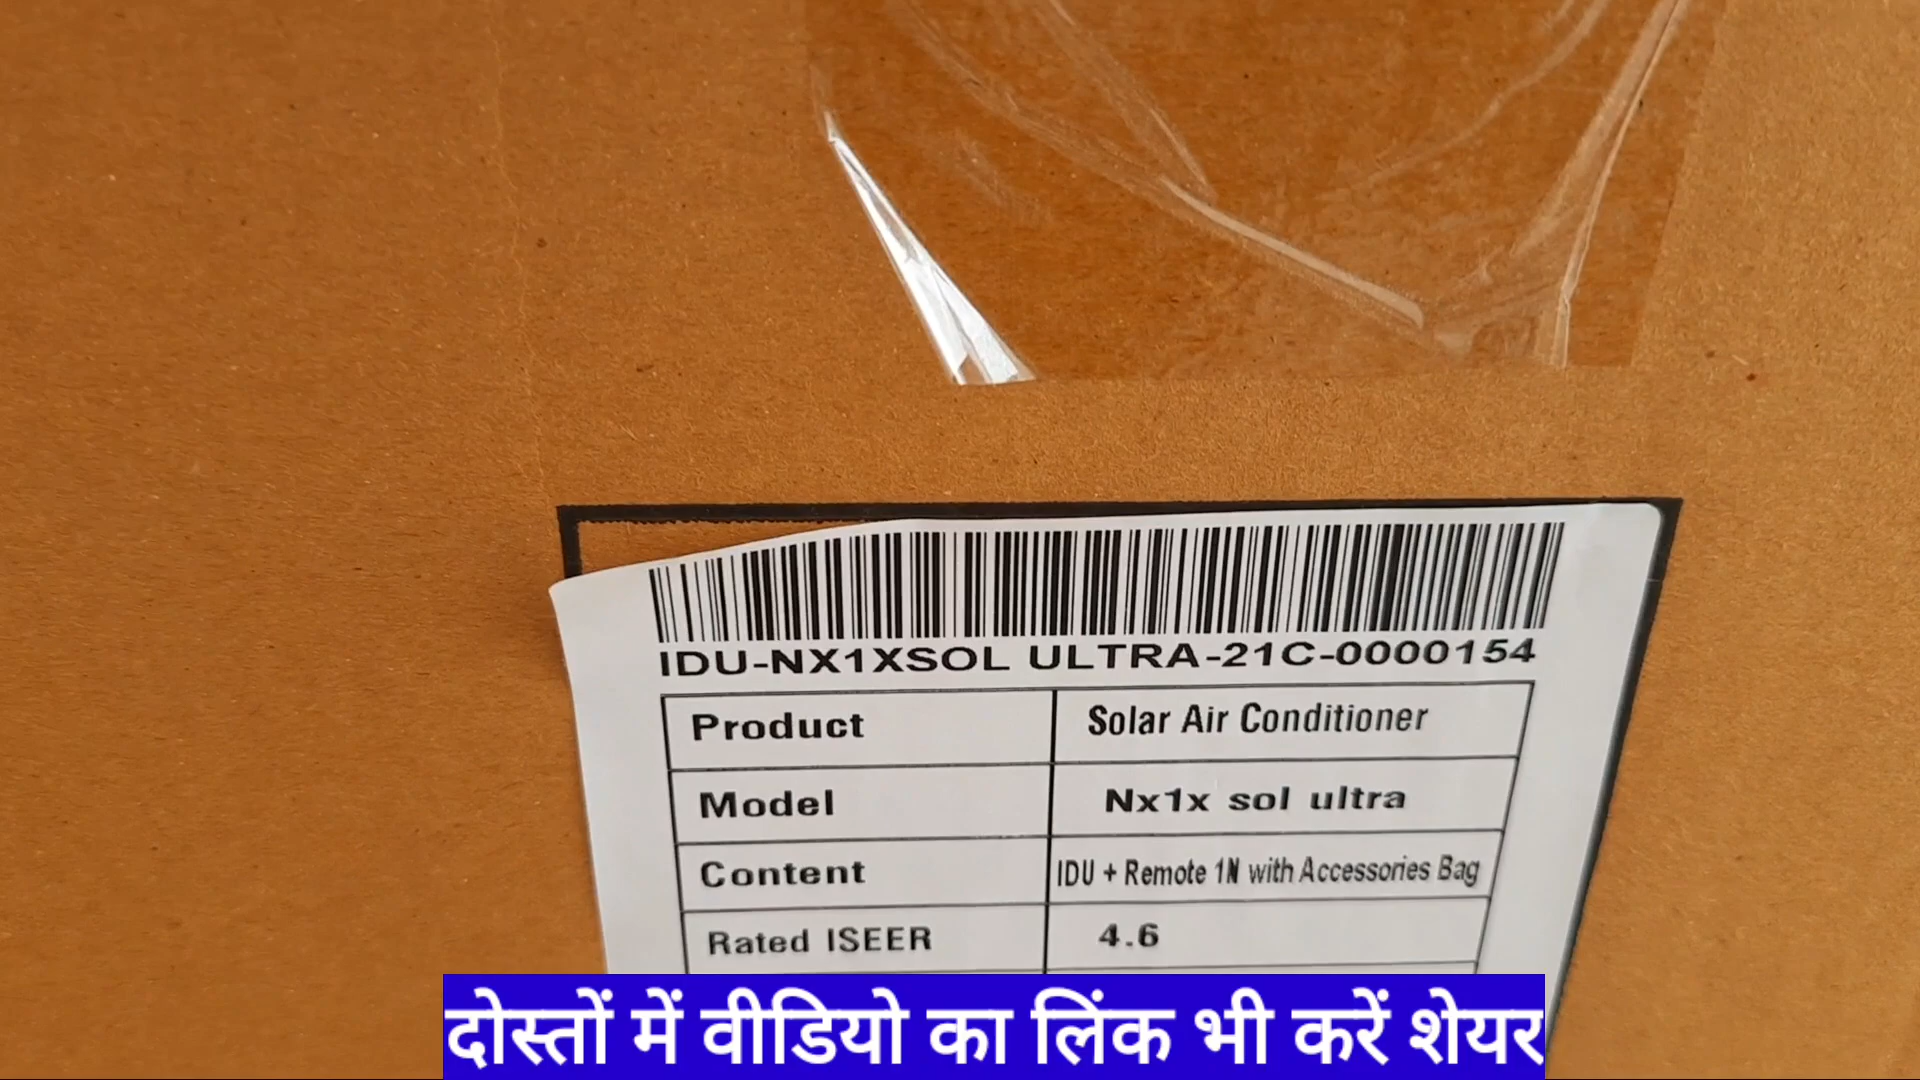 IDU-NX1XSOL ULTRA-21C-0000154
Product Solar Air Conditioner
Model Nx1x sol ultra
Content IDU + Remote 1N with Accessories Bag
Rated ISEER 4.6
दोस्तों में वीडियो का लिंक भी करें शेयर